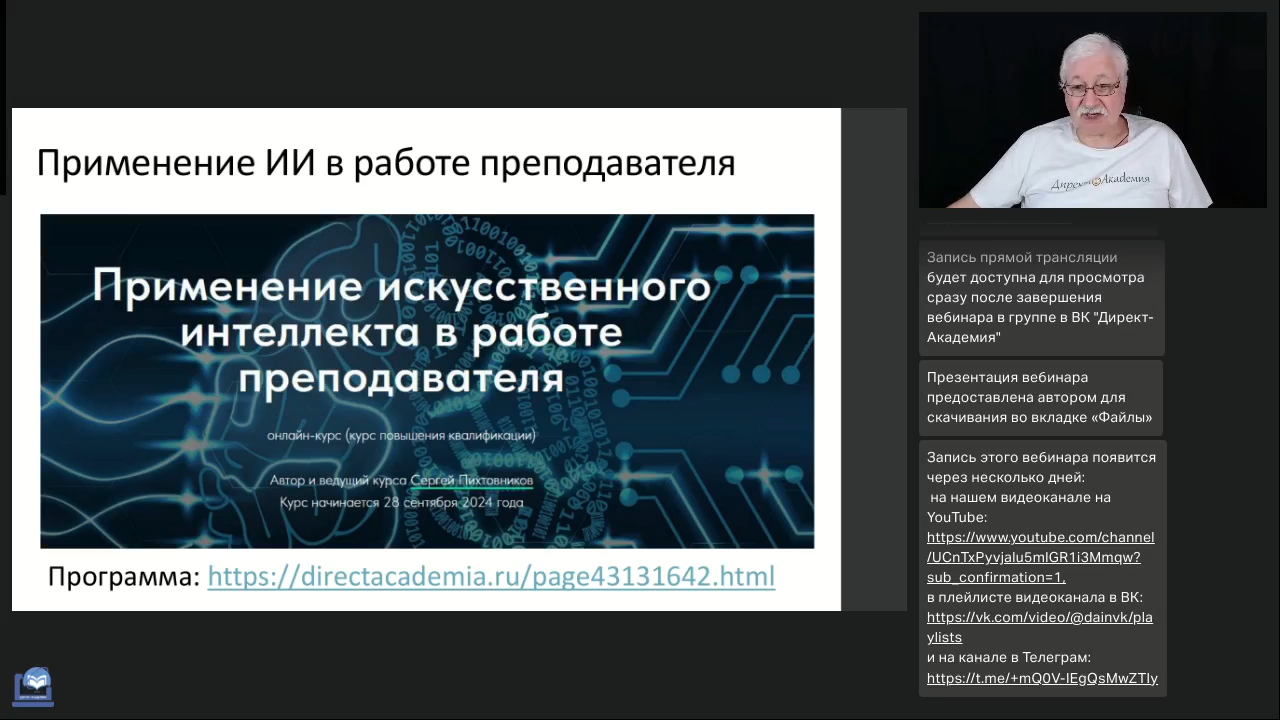 Применение ИИ в работе преподавателя
Применение искусственного
интеллекта в работе
преподавателя
онлайн-курс (курс повышения квалификации)
Автор и ведущий курса Сергей Пихтовников
Курс начинается 28 сентября 2024 года
Программа: https://directacademia.ru/page43131642.html
Директ Академия
Запись прямой трансляции
будет доступна для просмотра
сразу после завершения
вебинара в группе в ВК "Директ-
Академия"
Презентация вебинара
предоставлена автором для
скачивания во вкладке «Файлы»
Запись этого вебинара появится
через несколько дней:
на нашем видеоканале на
YouTube:
https://www.youtube.com/channel
/UCnTxPyvjalu5mlGR1i3Mmqw?
sub_confirmation=1,
в плейлисте видеоканала в ВК:
https://vk.com/video/@dainvk/pla
ylists
и на канале в Телеграм:
https://t.me/+mQ0V-IEgQsMwZTIy